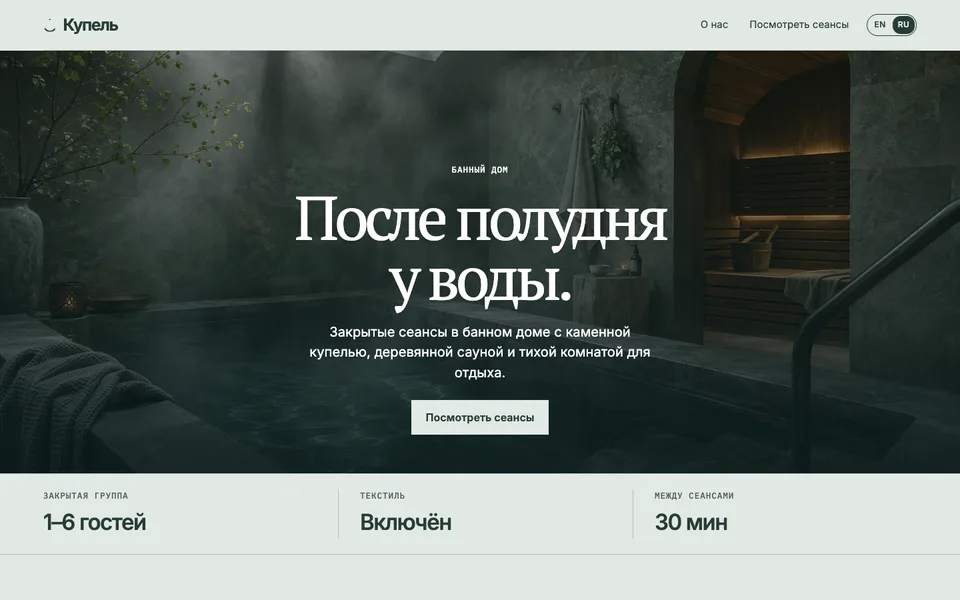 Купель
О нас
Посмотреть сеансы
EN
RU
БАННЫЙ ДОМ
После полудня
у воды.
Закрытые сеансы в банном доме с каменной
купелью, деревянной сауной и тихой комнатой для
отдыха.
Посмотреть сеансы
ЗАКРЫТАЯ ГРУППА
1–6 гостей
ТЕКСТИЛЬ
Включён
МЕЖДУ СЕАНСАМИ
30 мин